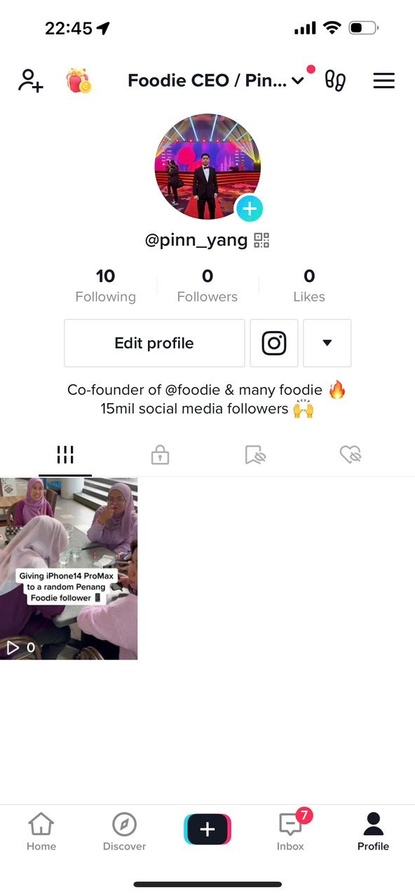 22:45
Foodie CEO / Pin...
@pinn_yang
10
Following
0
Followers
0
Likes
Edit profile
Co-founder of @foodie & many foodie 🔥
15mil social media followers 🙌
Giving iPhone14 ProMax
to a random Penang
Foodie follower 📱
0
Home
Discover
7
Inbox
Profile